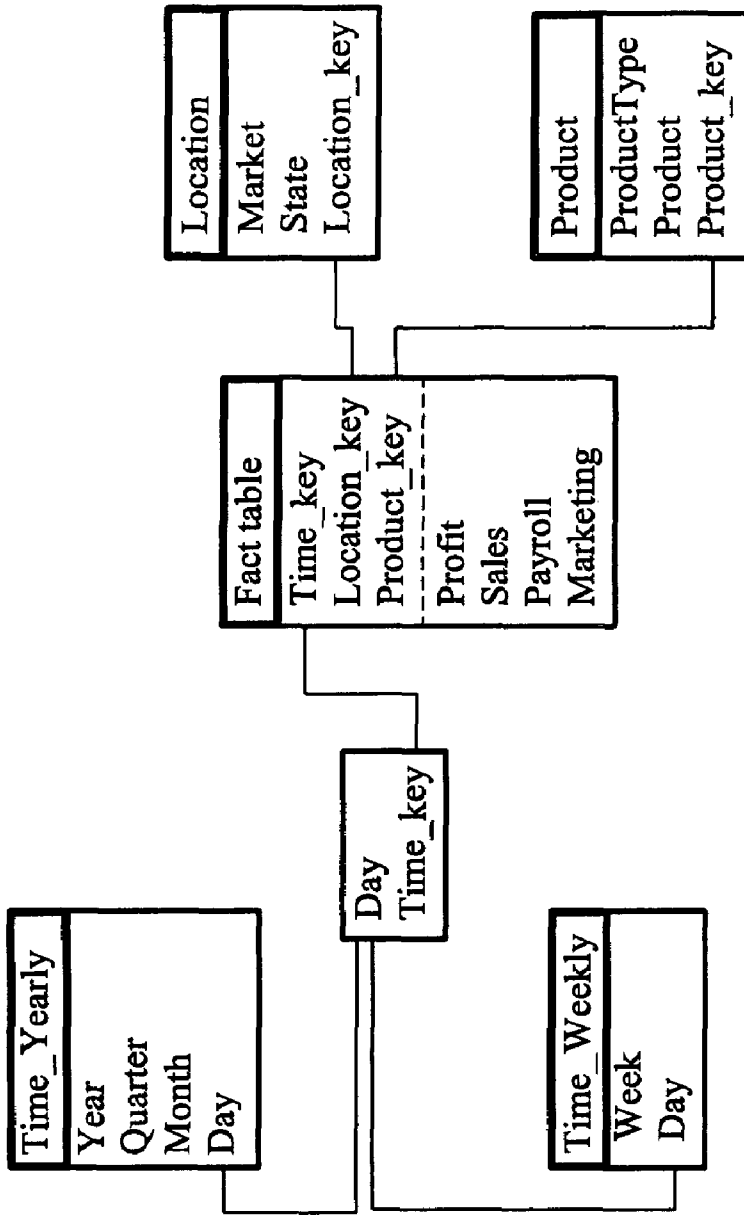 Time_Yearly
Year
Quarter
Month
Day
Time_Weekly
Week
Day
Day
Time_key
Fact table
Time_key
Location_key
Product_key
Profit
Sales
Payroll
Marketing
Location
Market
State
Location_key
Product
ProductType
Product
Product_key